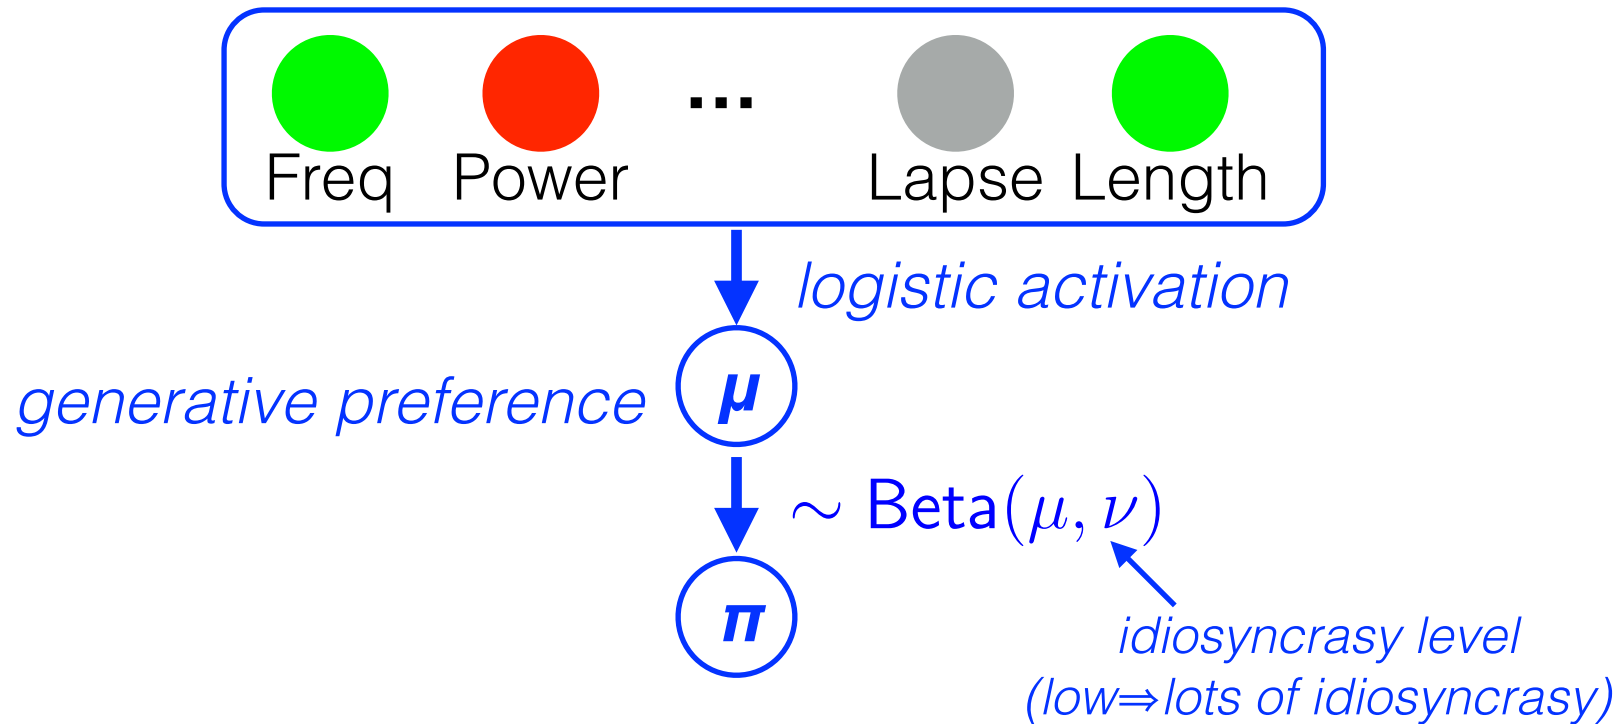 ...
Freq Power Lapse Length
logistic activation
μ
generative preference
∼ Beta(μ, ν)
π
idiosyncrasy level
(low⇒lots of idiosyncrasy)